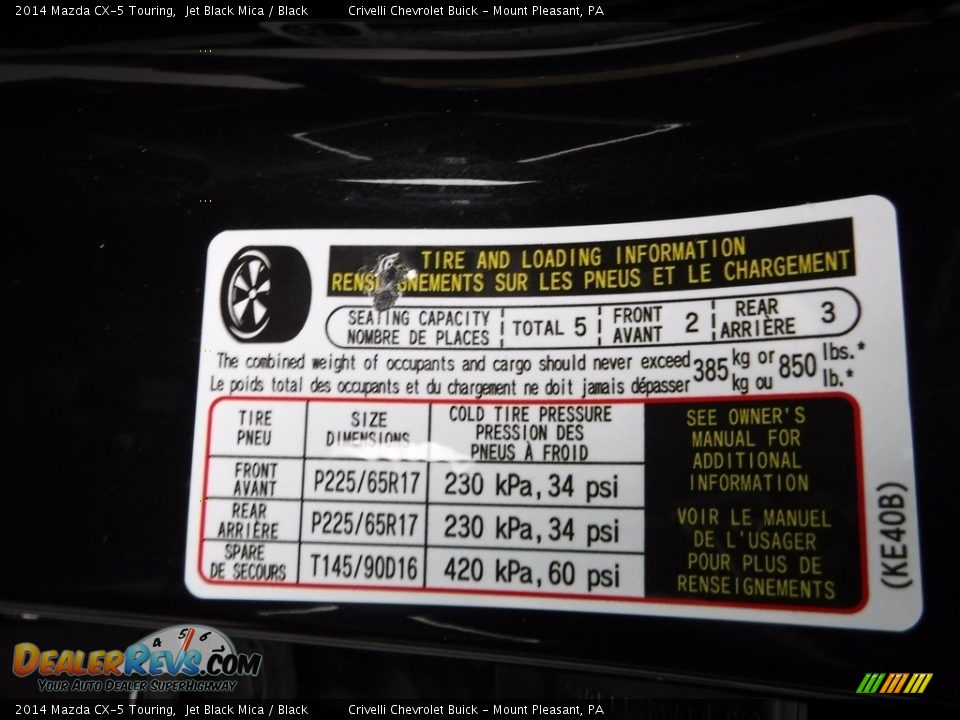 2014 Mazda CX-5 Touring, Jet Black Mica / Black Crivelli Chevrolet Buick - Mount Pleasant, PA
TIRE AND LOADING INFORMATION
RENSEIGNEMENTS SUR LES PNEUS ET LE CHARGEMENT
SEATING CAPACITY
NOMBRE DE PLACES
TOTAL 5
FRONT
AVANT
2
REAR
ARRIÈRE
3
The combined weight of occupants and cargo should never exceed 385 kg or 850 lbs.*
Le poids total des occupants et du chargement ne doit jamais dépasser kg ou lb.*
TIRE
PNEU
SIZE
DIMENSIONS
COLD TIRE PRESSURE
PRESSION DES
PNEUS À FROID
FRONT
AVANT
P225/65R17
230 kPa, 34 psi
REAR
ARRIÈRE
P225/65R17
230 kPa, 34 psi
SPARE
DE SECOURS
T145/90D16
420 kPa, 60 psi
SEE OWNER'S
MANUAL FOR
ADDITIONAL
INFORMATION
VOIR LE MANUEL
DE L'USAGER
POUR PLUS DE
RENSEIGNEMENTS
(KE40B)
4 5 6
DEALERREVS.COM
YOUR AUTO DEALER SUPERHIGHWAY
2014 Mazda CX-5 Touring, Jet Black Mica / Black Crivelli Chevrolet Buick - Mount Pleasant, PA